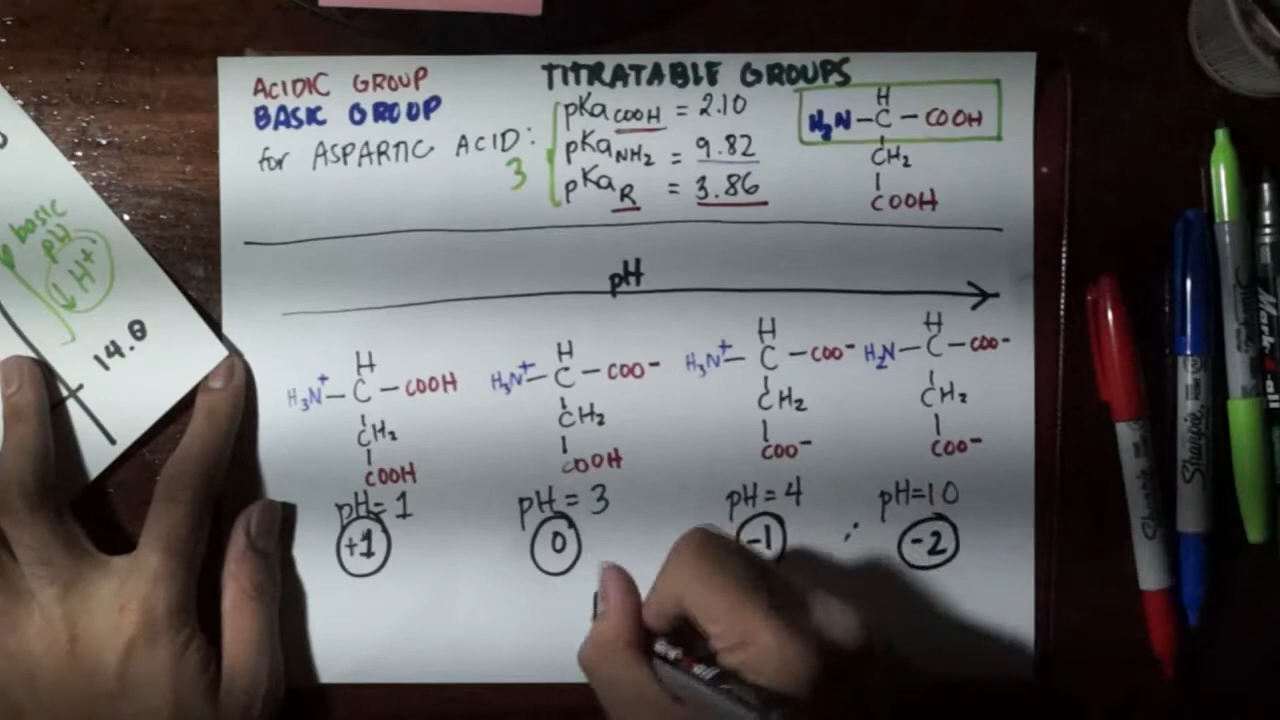 ACIDIC GROUP
BASIC GROUP
for ASPARTIC ACID:
3
TITRATABLE GROUPS
pKa COOH = 2.10
pKa NH₂ = 9.82
pKa R = 3.86
H
H₂N–C–COOH
CH₂
COOH
basic
pH
↓ H⁺
14.0
pH
H
H₃N⁺–C–COOH
CH₂
COOH
pH=1
+1
H
H₃N⁺–C–COO⁻
CH₂
COOH
pH=3
0
H
H₃N⁺–C–COO⁻
CH₂
COO⁻
pH=4
-1
H
H₂N–C–COO⁻
CH₂
COO⁻
pH=10
-2
Sharpie
Sharpie
Mark-all